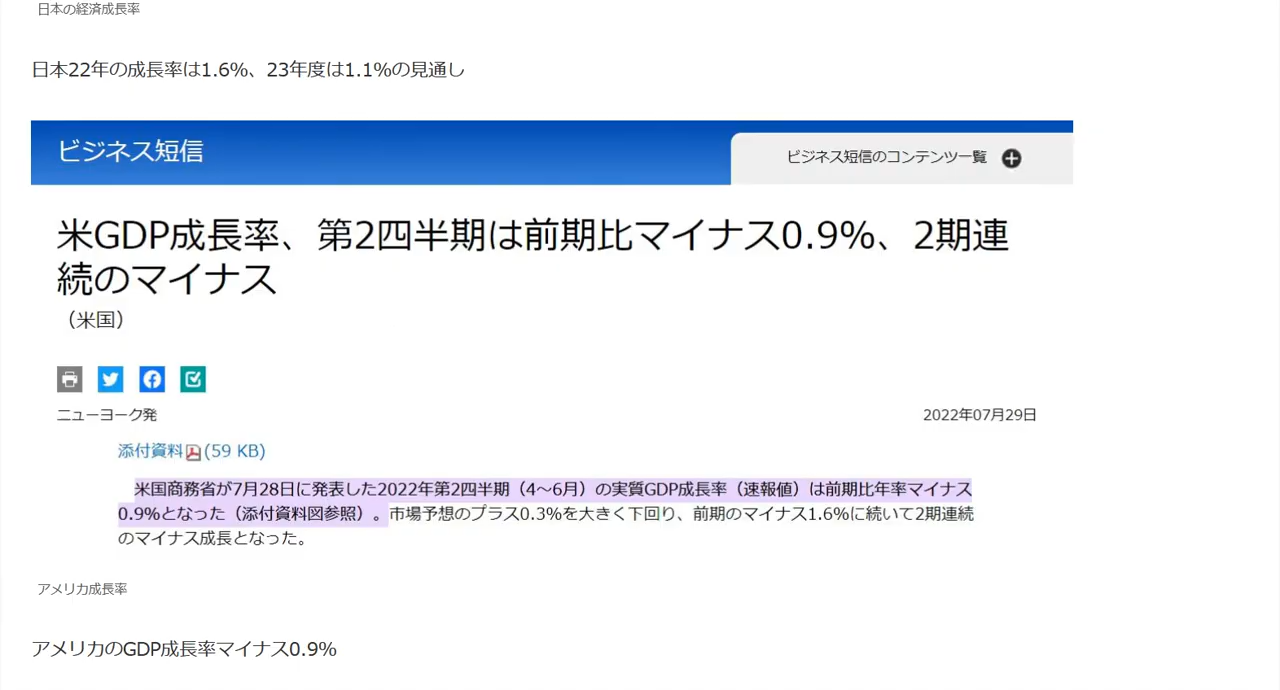 日本の経済成長率
日本22年の成長率は1.6%、23年度は1.1%の見通し
ビジネス短信
ビジネス短信のコンテンツ一覧
米GDP成長率、第2四半期は前期比マイナス0.9%、2期連
続のマイナス
（米国）
ニューヨーク発
2022年07月29日
添付資料(59 KB)
米国商務省が7月28日に発表した2022年第2四半期（4～6月）の実質GDP成長率（速報値）は前期比年率マイナス
0.9%となった（添付資料図参照）。市場予想のプラス0.3%を大きく下回り、前期のマイナス1.6%に続いて2期連続
のマイナス成長となった。
アメリカ成長率
アメリカのGDP成長率マイナス0.9%